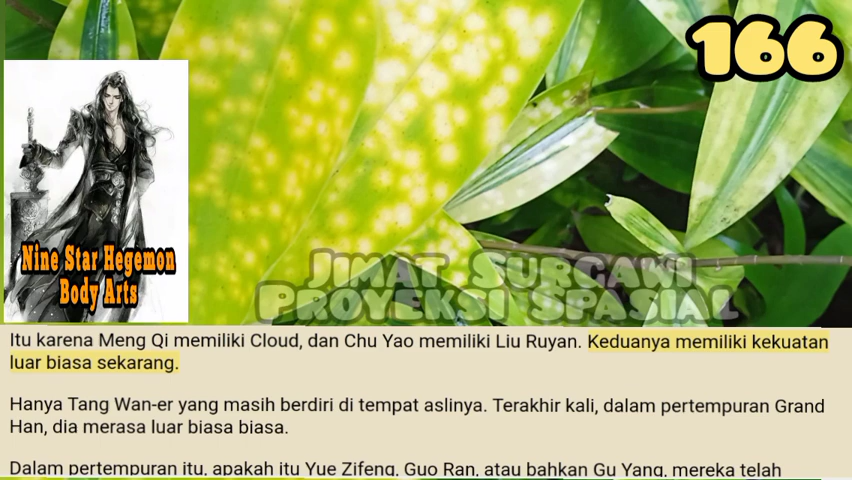 166
Nine Star Hegemon
Body Arts
JIMAT SURGAWI
PROYEKSI SPASIAL
Itu karena Meng Qi memiliki Cloud, dan Chu Yao memiliki Liu Ruyan. Keduanya memiliki kekuatan
luar biasa sekarang.
Hanya Tang Wan-er yang masih berdiri di tempat aslinya. Terakhir kali, dalam pertempuran Grand
Han, dia merasa luar biasa biasa.
Dalam pertempuran itu, apakah itu Yue Zifeng, Guo Ran, atau bahkan Gu Yang, mereka telah